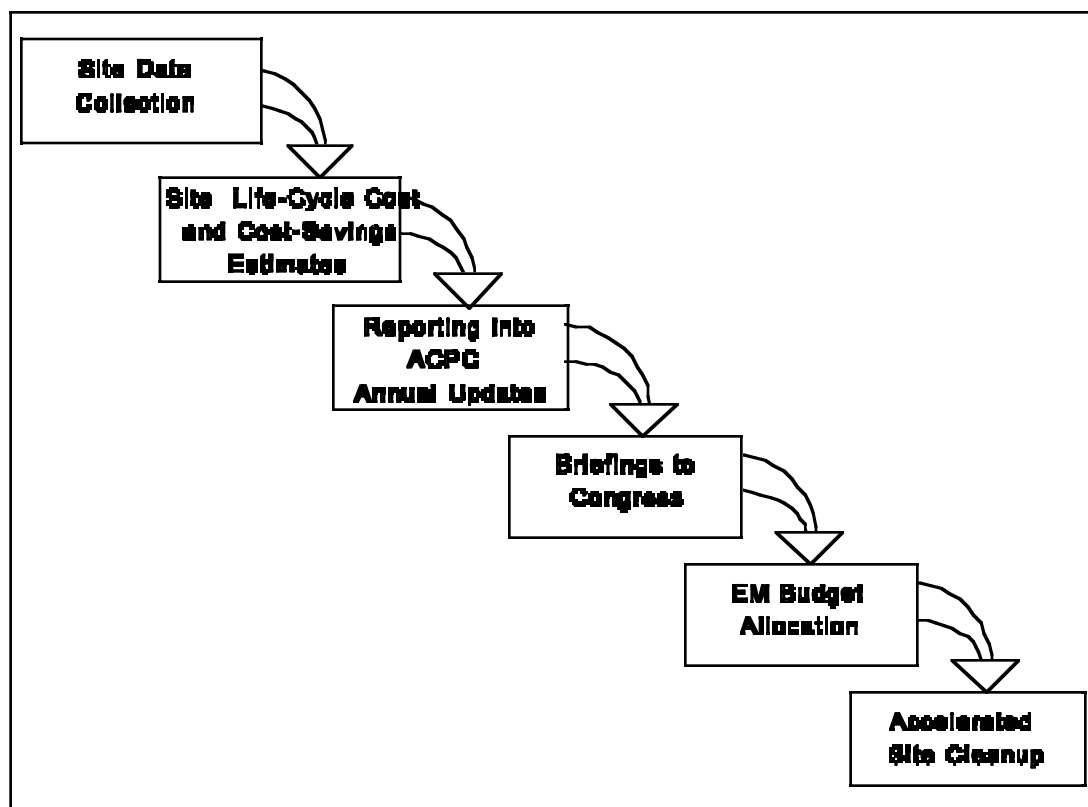 Site Data
Collection
Site Life-Cycle Cost
and Cost-Savings
Estimates
Reporting into
ACPC
Annual Updates
Briefings to
Congress
EM Budget
Allocation
Accelerated
Site Cleanup